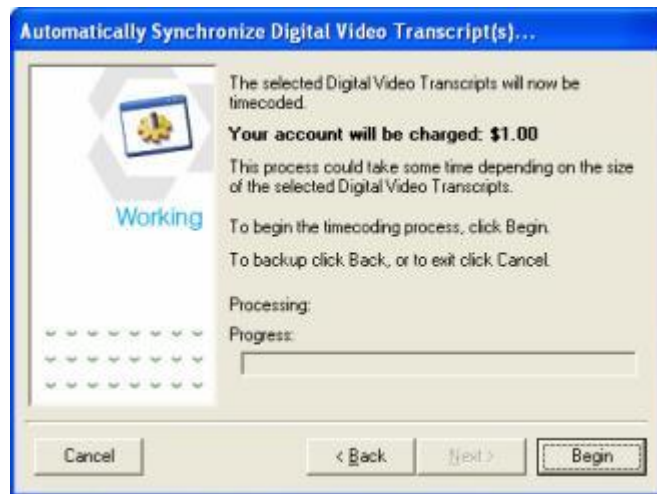 Automatically Synchronize Digital Video Transcript(s)...
The selected Digital Video Transcripts will now be
timecoded.
Your account will be charged: $1.00
This process could take some time depending on the size
of the selected Digital Video Transcripts.
Working
To begin the timecoding process, click Begin.
To backup click Back, or to exit click Cancel.
Processing:
Progress:
Cancel
< Back
Next >
Begin